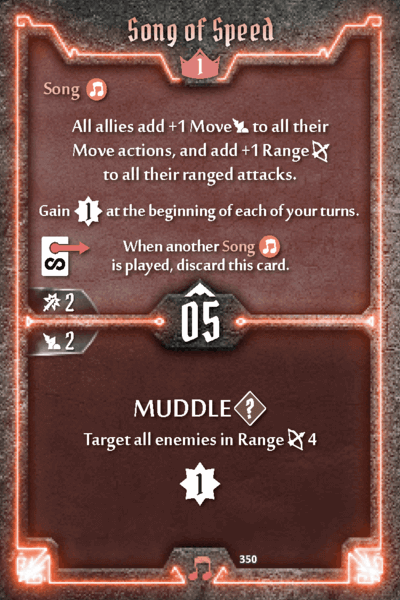 Song of Speed
1
Song
All allies add +1 Move to all their
Move actions, and add +1 Range
to all their ranged attacks.
Gain 1 at the beginning of each of your turns.
When another Song
is played, discard this card.
S
2
05
2
MUDDLE ?
Target all enemies in Range 4
1
350